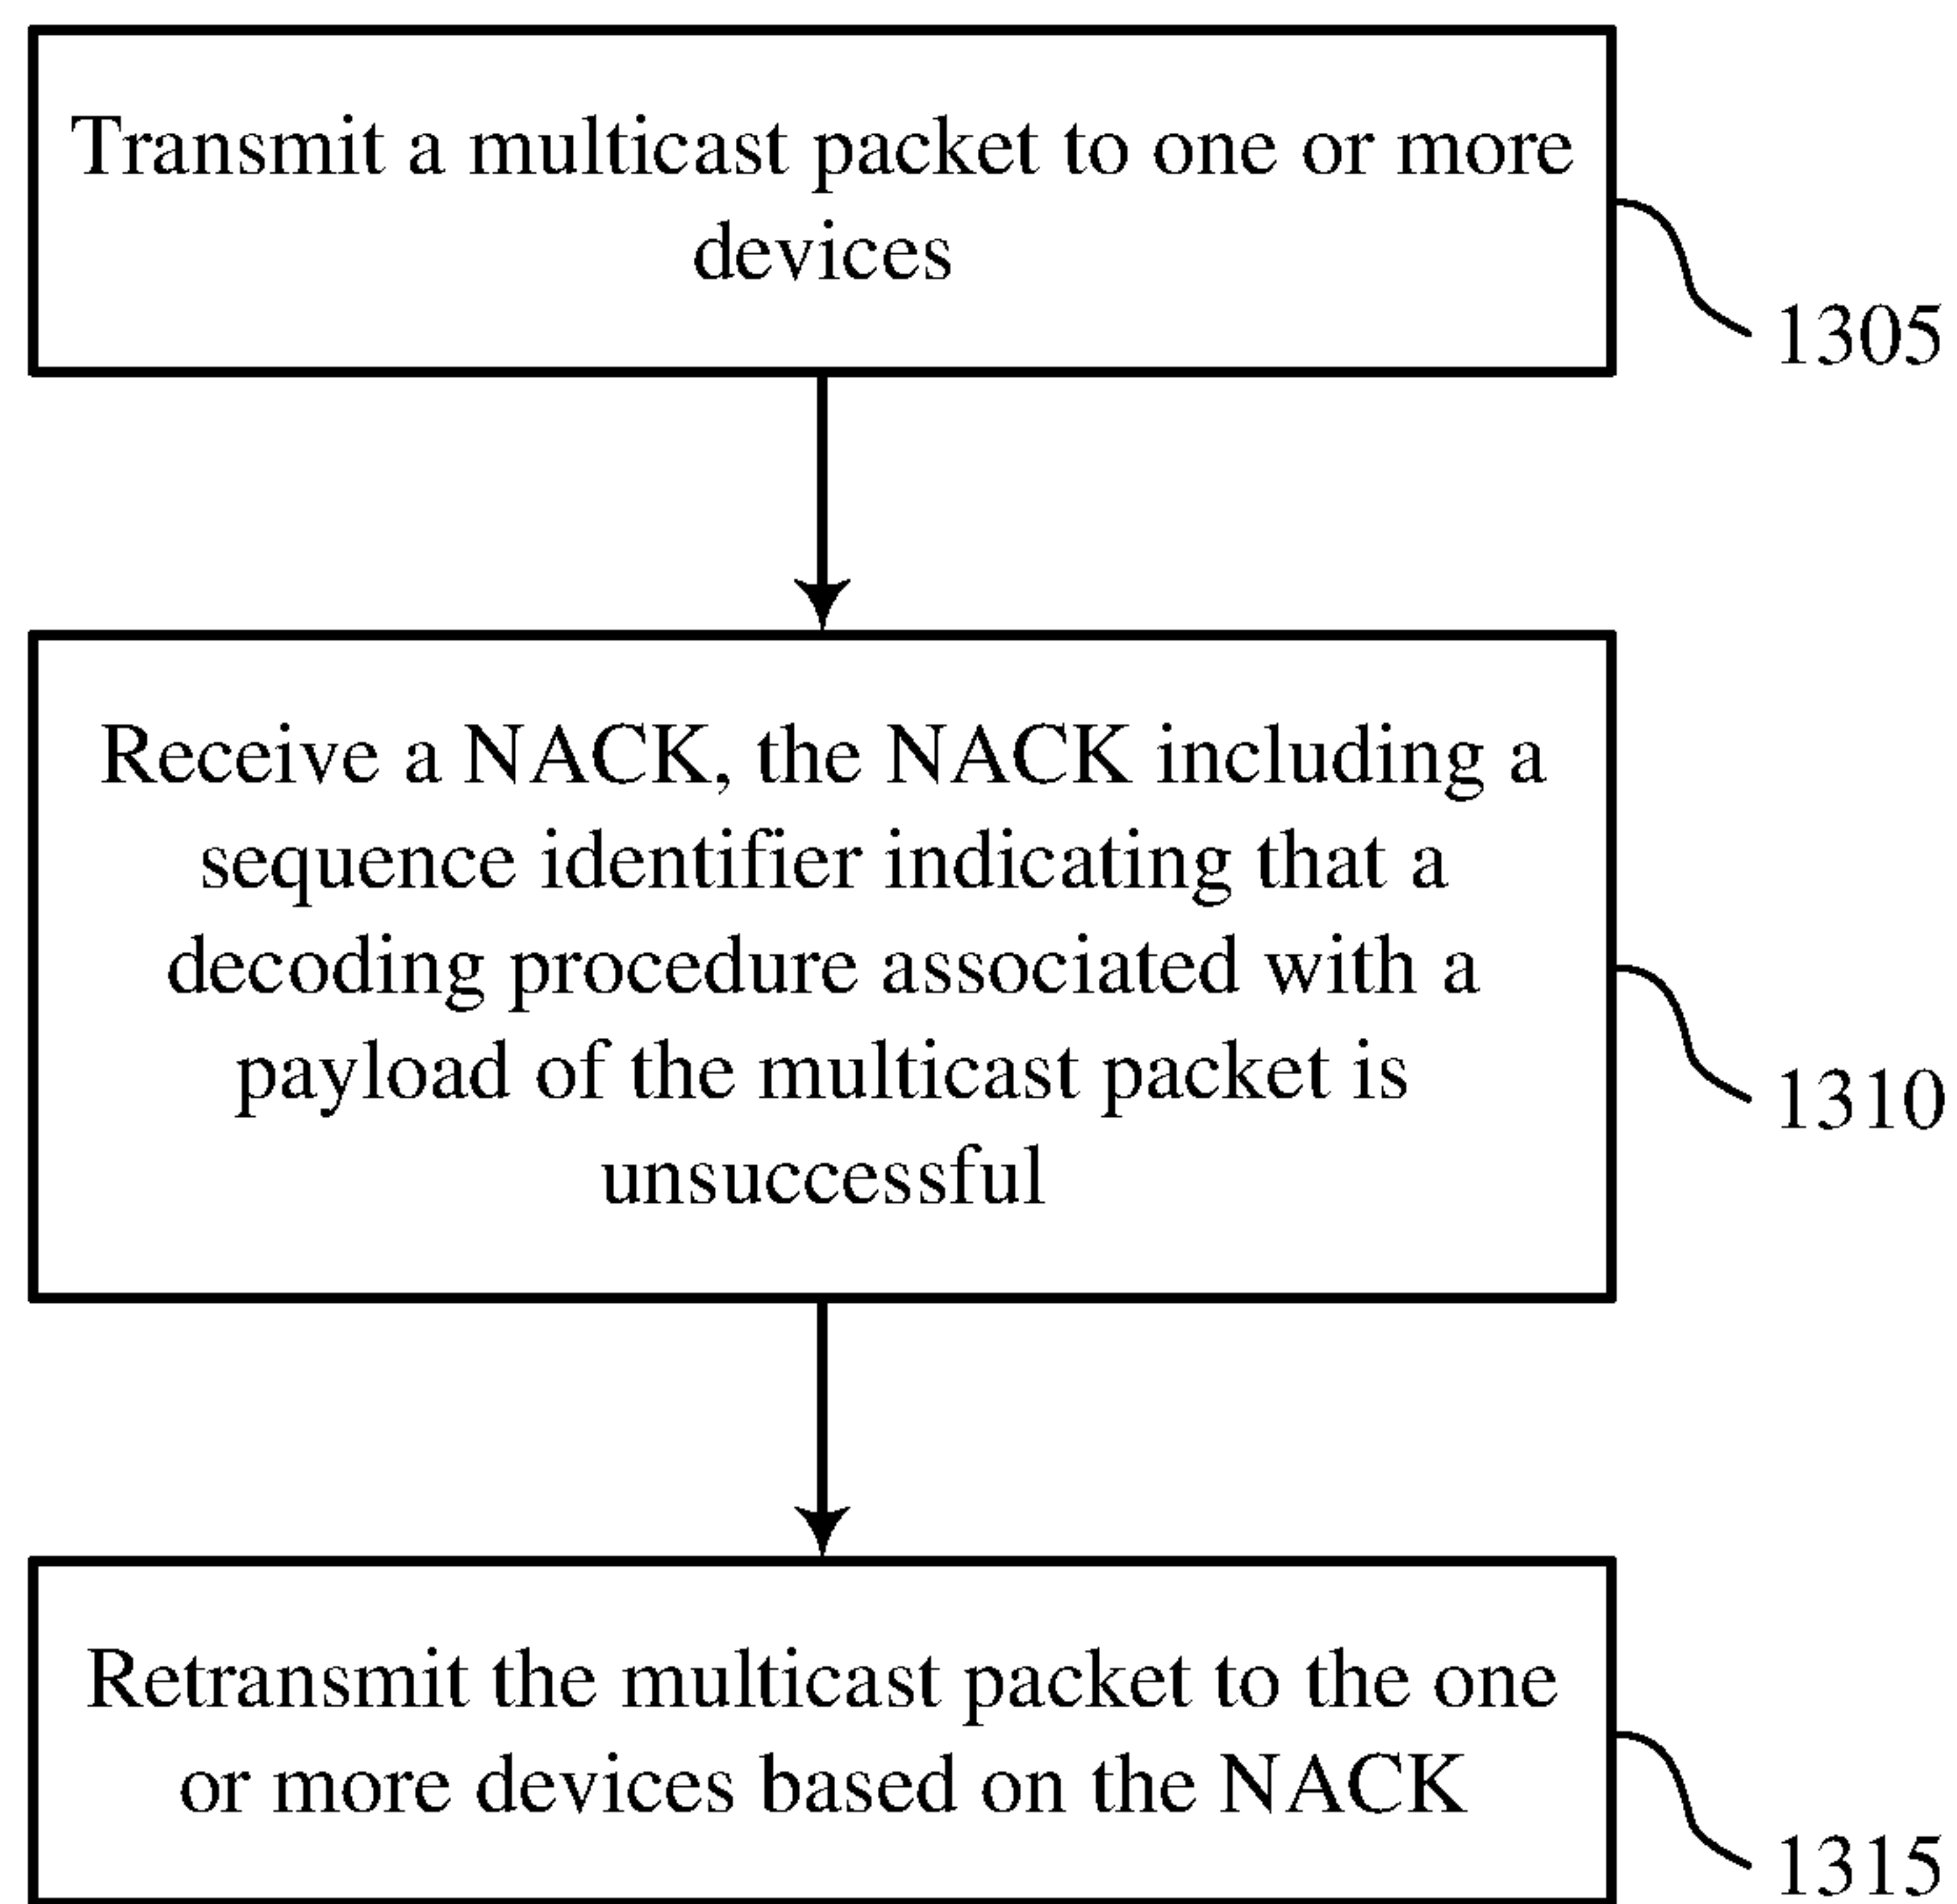 Transmit a multicast packet to one or more
devices
1305
Receive a NACK, the NACK including a
sequence identifier indicating that a
decoding procedure associated with a
payload of the multicast packet is
unsuccessful
1310
Retransmit the multicast packet to the one
or more devices based on the NACK
1315